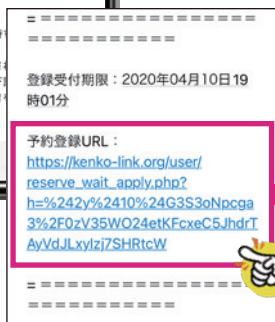 = = = = = = = = = = = = = = = =
= = = = = = = = = = =
登録受付期限：2020年04月10日19
時01分
予約登録URL：
https://kenko-link.org/user/
reserve_wait_apply.php?
h=%242y%2410%24G3S3oNpcga
3%2F0zV35WO24etKFcxeC5JhdrT
AyVdJLxyIzj7SHRtcW
= = = = = = = = = = = = = = = =
= = = = = = = = = = =